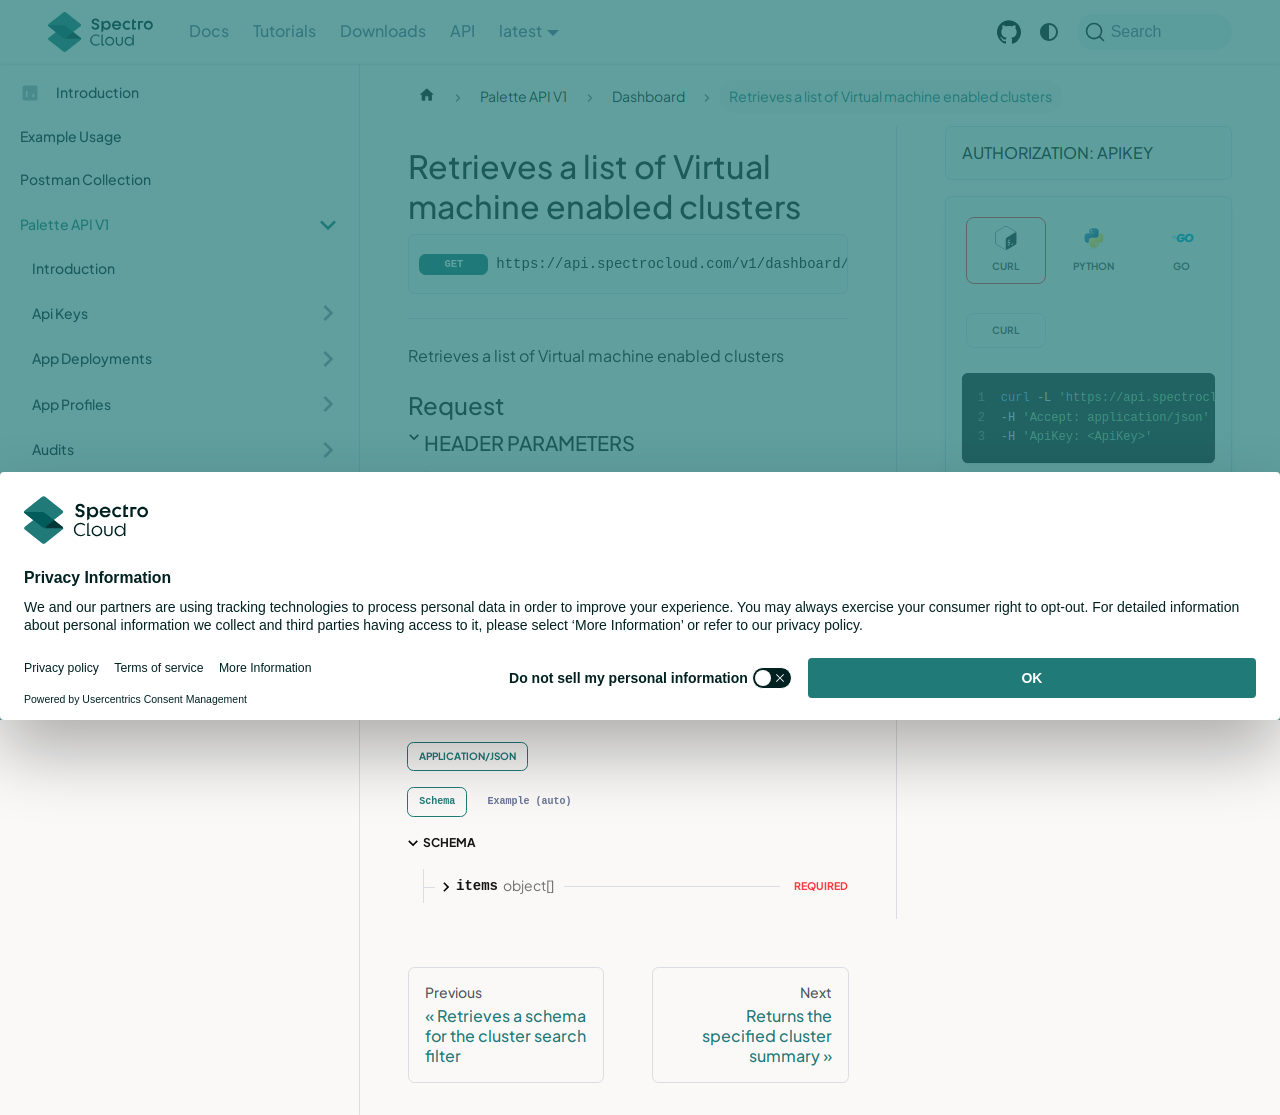 Spectro Cloud
Docs
Tutorials
Downloads
API
latest
Search
Introduction
Example Usage
Postman Collection
Palette API V1
Introduction
Api Keys
App Deployments
App Profiles
Audits
Palette API V1
Dashboard
Retrieves a list of Virtual machine enabled clusters
Retrieves a list of Virtual
machine enabled clusters
GET https://api.spectrocloud.com/v1/dashboard/
Retrieves a list of Virtual machine enabled clusters
Request
HEADER PARAMETERS
AUTHORIZATION: APIKEY
CURL
PYTHON
GO
CURL
1 curl -L 'https://api.spectrocl
2 -H 'Accept: application/json'
3 -H 'ApiKey: <ApiKey>'
Spectro
Cloud
Privacy Information
We and our partners are using tracking technologies to process personal data in order to improve your experience. You may always exercise your consumer right to opt-out. For detailed information
about personal information we collect and third parties having access to it, please select ‘More Information’ or refer to our privacy policy.
Privacy policy
Terms of service
More Information
Powered by Usercentrics Consent Management
Do not sell my personal information
OK
APPLICATION/JSON
Schema
Example (auto)
SCHEMA
items object[]
REQUIRED
Previous
« Retrieves a schema
for the cluster search
filter
Next
Returns the
specified cluster
summary »